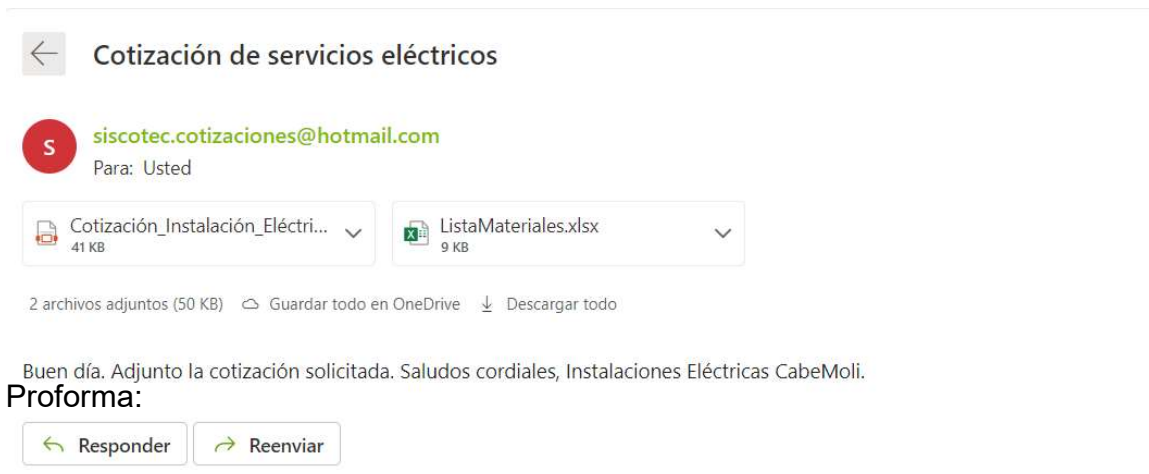 Cotización de servicios eléctricos
S
siscotec.cotizaciones@hotmail.com
Para: Usted
Cotización_Instalación_Eléctri...
41 KB
ListaMateriales.xlsx
9 KB
2 archivos adjuntos (50 KB) Guardar todo en OneDrive Descargar todo
Buen día. Adjunto la cotización solicitada. Saludos cordiales, Instalaciones Eléctricas CabeMoli.
Proforma:
Responder Reenviar